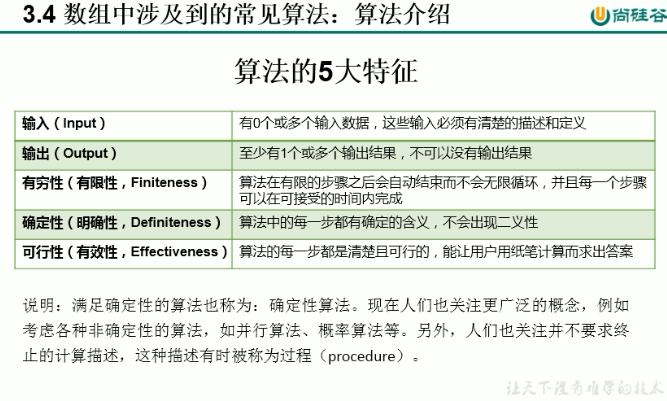 3.4 数组中涉及到的常见算法：算法介绍
尚硅谷
算法的5大特征
输入（Input）
有0个或多个输入数据，这些输入必须有清楚的描述和定义
输出（Output）
至少有1个或多个输出结果，不可以没有输出结果
有穷性（有限性，Finiteness）
算法在有限的步骤之后会自动结束而不会无限循环，并且每一个步骤
可以在可接受的时间内完成
确定性（明确性，Definiteness）
算法中的每一步都有确定的含义，不会出现二义性
可行性（有效性，Effectiveness）
算法的每一步都是清楚且可行的，能让用户用纸笔计算而求出答案
说明：满足确定性的算法也称为：确定性算法。现在人们也关注更广泛的概念，例如
考虑各种非确定性的算法，如并行算法、概率算法等。另外，人们也关注并不要求终
止的计算描述，这种描述有时被称为过程（procedure）。
让天下没有难学的技术